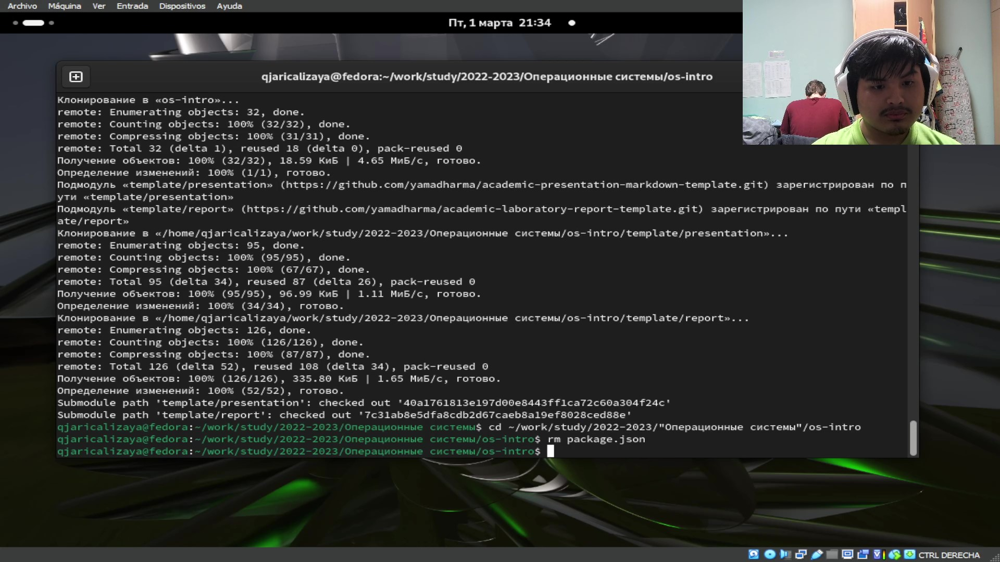 Archivo Máquina Ver Entrada Dispositivos Ayuda
Пт, 1 марта 21:34
qjaricalizaya@fedora:~/work/study/2022-2023/Операционные системы/os-intro
Клонирование в «os-intro»...
remote: Enumerating objects: 32, done.
remote: Counting objects: 100% (32/32), done.
remote: Compressing objects: 100% (31/31), done.
remote: Total 32 (delta 1), reused 18 (delta 0), pack-reused 0
Получение объектов: 100% (32/32), 18.59 КиБ | 4.65 МиБ/с, готово.
Определение изменений: 100% (1/1), готово.
Подмодуль «template/presentation» (https://github.com/yamadharma/academic-presentation-markdown-template.git) зарегистрирован по п
ути «template/presentation»
Подмодуль «template/report» (https://github.com/yamadharma/academic-laboratory-report-template.git) зарегистрирован по пути «templ
ate/report»
Клонирование в «/home/qjaricalizaya/work/study/2022-2023/Операционные системы/os-intro/template/presentation»...
remote: Enumerating objects: 95, done.
remote: Counting objects: 100% (95/95), done.
remote: Compressing objects: 100% (67/67), done.
remote: Total 95 (delta 34), reused 87 (delta 26), pack-reused 0
Получение объектов: 100% (95/95), 96.99 КиБ | 1.11 МиБ/с, готово.
Определение изменений: 100% (34/34), готово.
Клонирование в «/home/qjaricalizaya/work/study/2022-2023/Операционные системы/os-intro/template/report»...
remote: Enumerating objects: 126, done.
remote: Counting objects: 100% (126/126), done.
remote: Compressing objects: 100% (87/87), done.
remote: Total 126 (delta 52), reused 108 (delta 34), pack-reused 0
Получение объектов: 100% (126/126), 335.80 КиБ | 1.65 МиБ/с, готово.
Определение изменений: 100% (52/52), готово.
Submodule path 'template/presentation': checked out '40a1761813e197d00e8443ff1ca72c60a304f24c'
Submodule path 'template/report': checked out '7c31ab8e5dfa8cdb2d67caeb8a19ef8028ced88e'
qjaricalizaya@fedora:~/work/study/2022-2023/Операционные системы$ cd ~/work/study/2022-2023/"Операционные системы"/os-intro
qjaricalizaya@fedora:~/work/study/2022-2023/Операционные системы/os-intro$ rm package.json
qjaricalizaya@fedora:~/work/study/2022-2023/Операционные системы/os-intro$
CTRL DERECHA